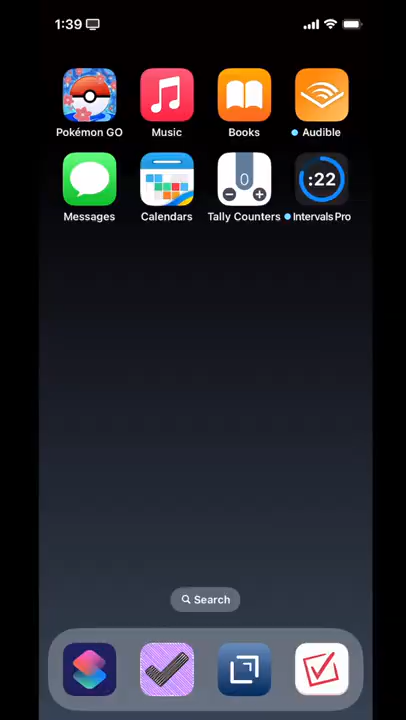 1:39
Pokémon GO Music Books Audible
0 :22
Messages Calendars Tally Counters Intervals Pro
Search